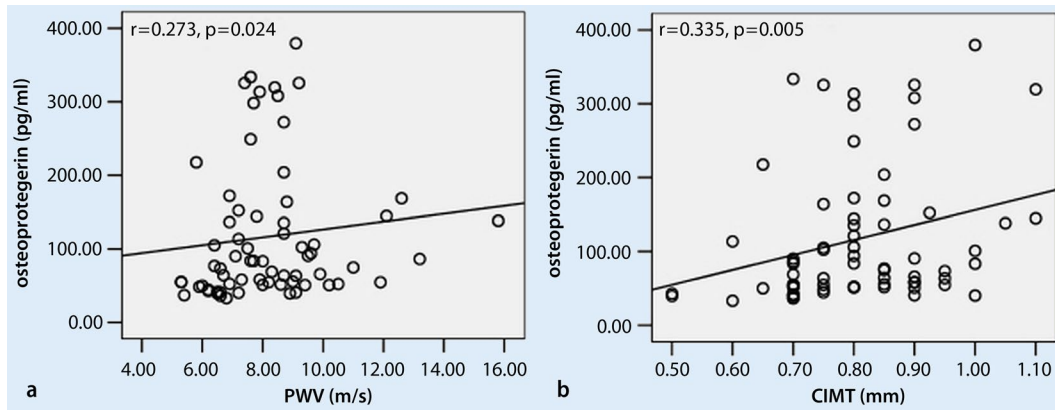 r=0.273, p=0.024
osteoprotegerin (pg/ml)
400.00
300.00
200.00
100.00
0.00
4.00 6.00 8.00 10.00 12.00 14.00 16.00
PWV (m/s)
a
r=0.335, p=0.005
osteoprotegerin (pg/ml)
400.00
300.00
200.00
100.00
0.00
0.50 0.60 0.70 0.80 0.90 1.00 1.10
CIMT (mm)
b